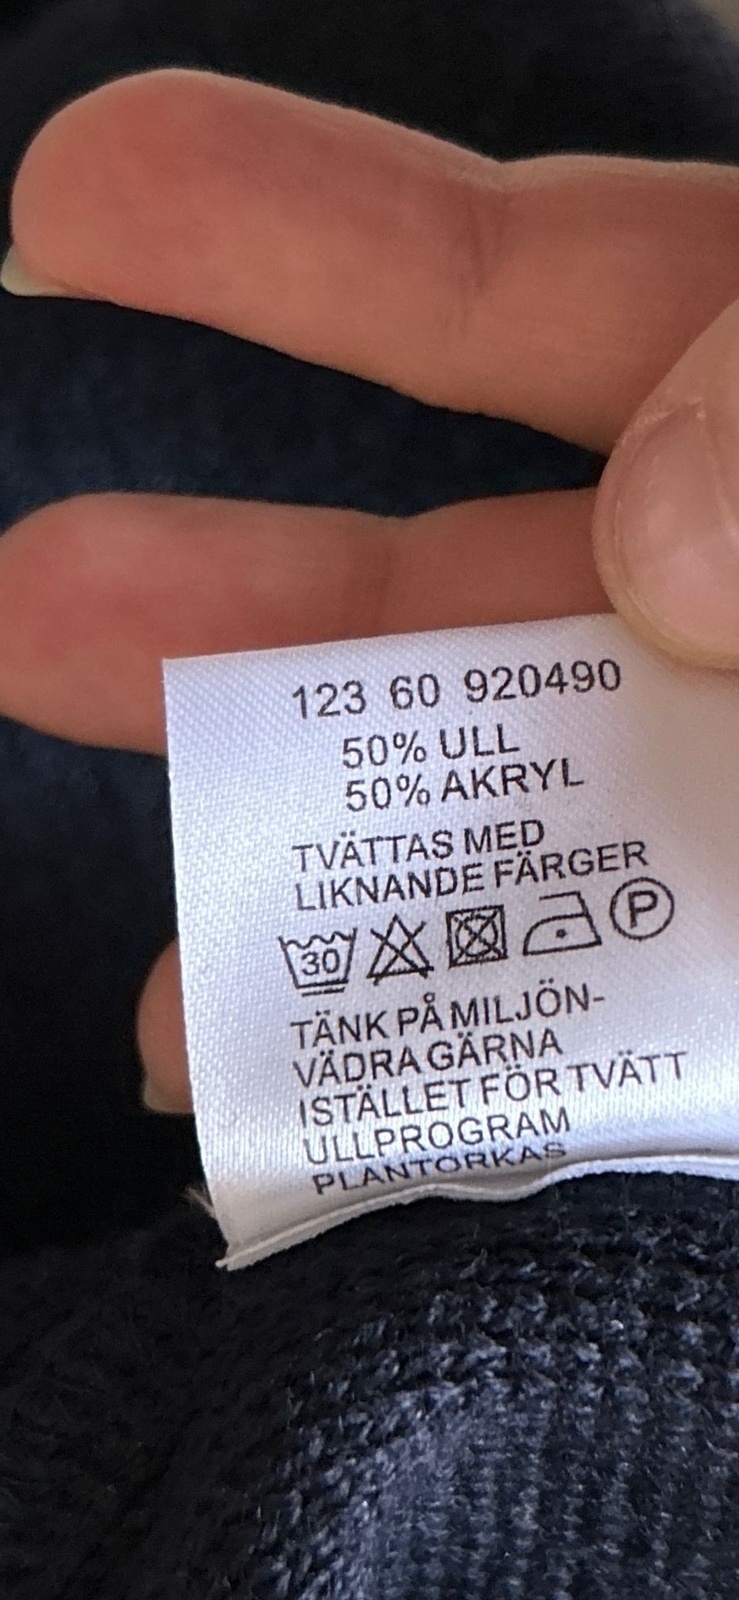 123 60 920490
50% ULL
50% AKRYL
TVÄTTAS MED
LIKNANDE FÄRGER
30 P
TÄNK PÅ MILJÖN-
VÄDRA GÄRNA
ISTÄLLET FÖR TVÄTT
ULLPROGRAM
PLANTORKAS